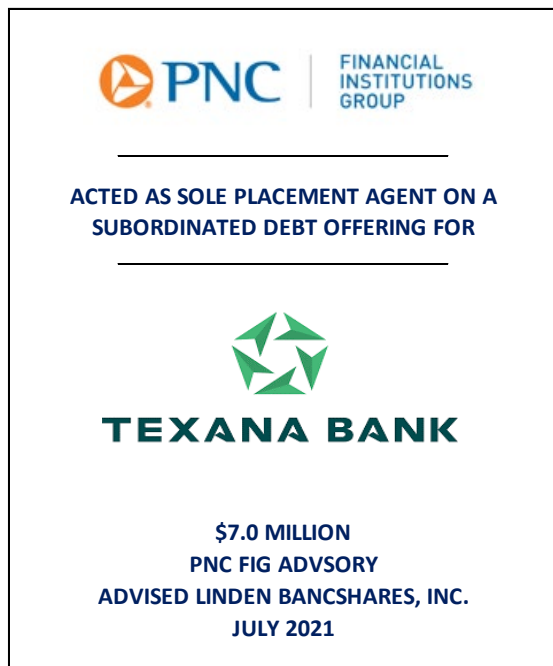 PNC
FINANCIAL
INSTITUTIONS
GROUP
ACTED AS SOLE PLACEMENT AGENT ON A
SUBORDINATED DEBT OFFERING FOR
TEXANA BANK
$7.0 MILLION
PNC FIG ADVSORY
ADVISED LINDEN BANCSHARES, INC.
JULY 2021